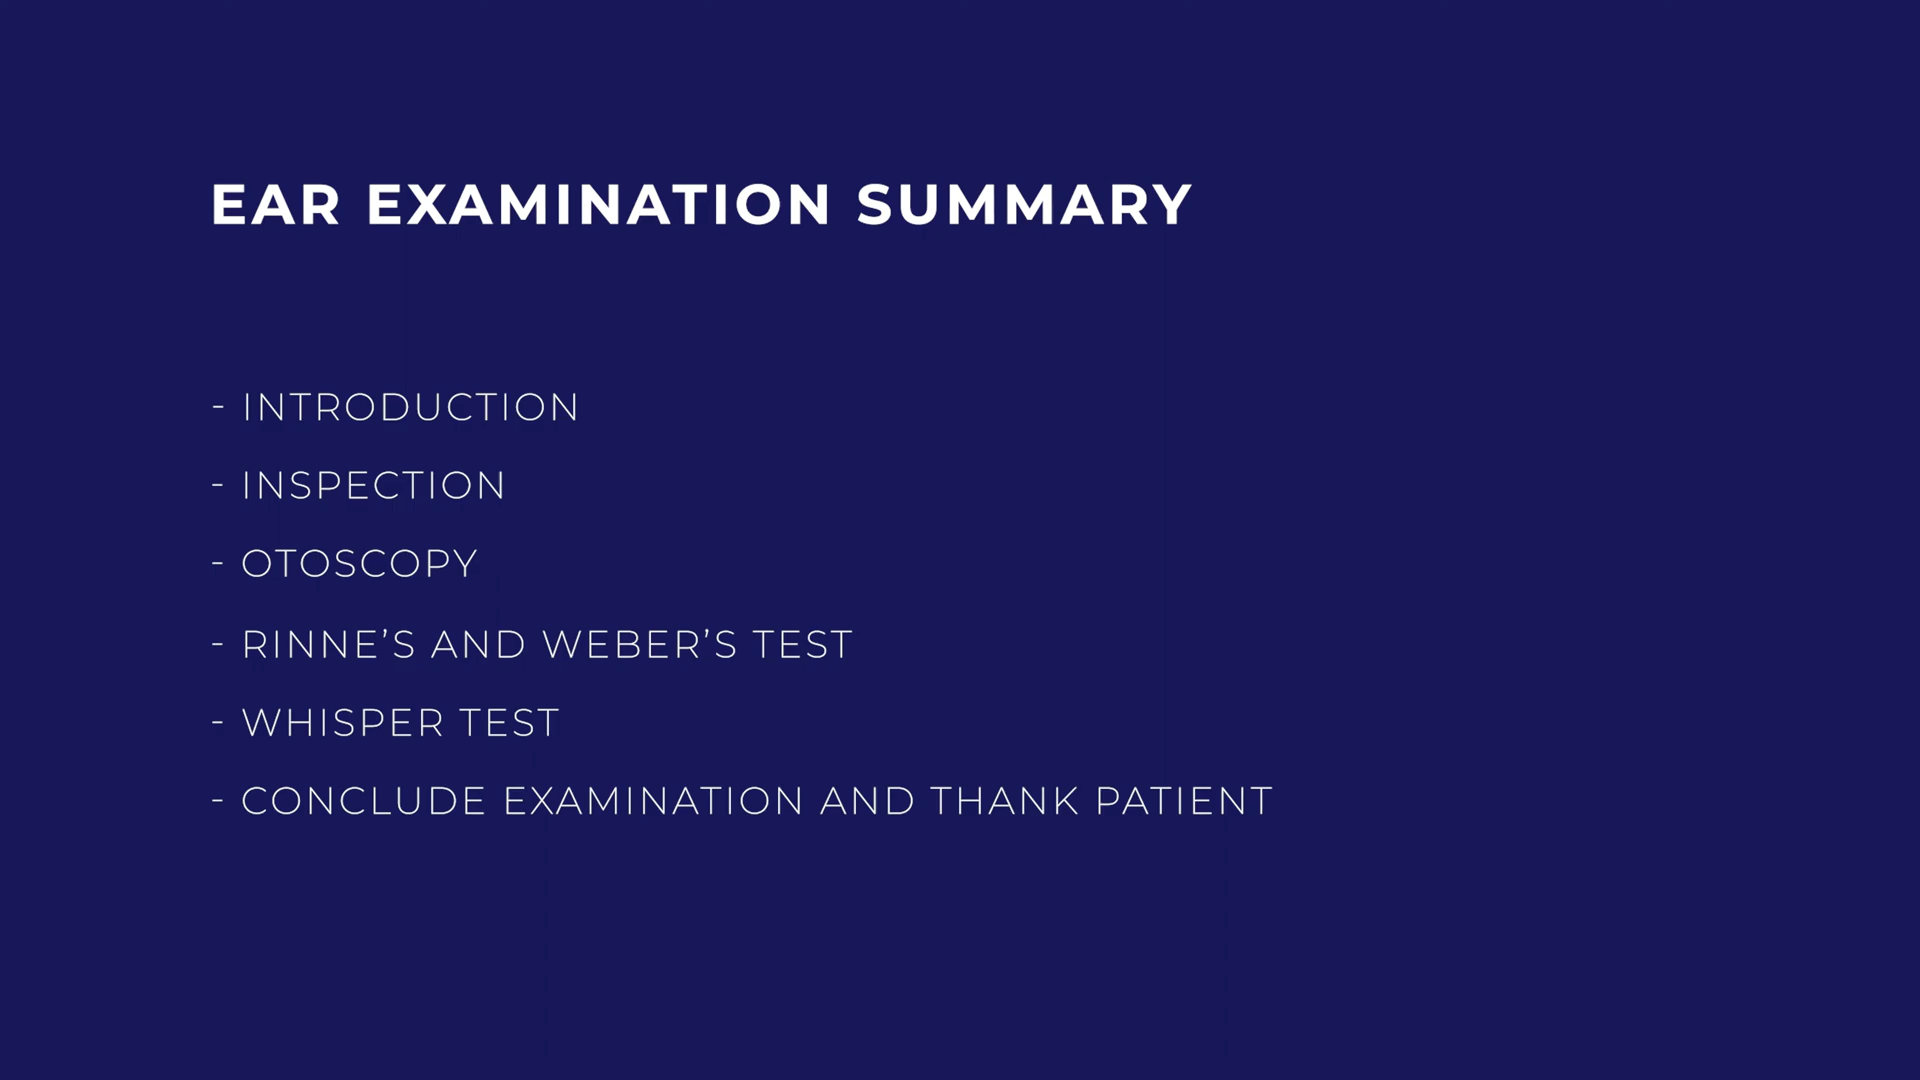 EAR EXAMINATION SUMMARY
- INTRODUCTION
- INSPECTION
- OTOSCOPY
- RINNE’S AND WEBER’S TEST
- WHISPER TEST
- CONCLUDE EXAMINATION AND THANK PATIENT